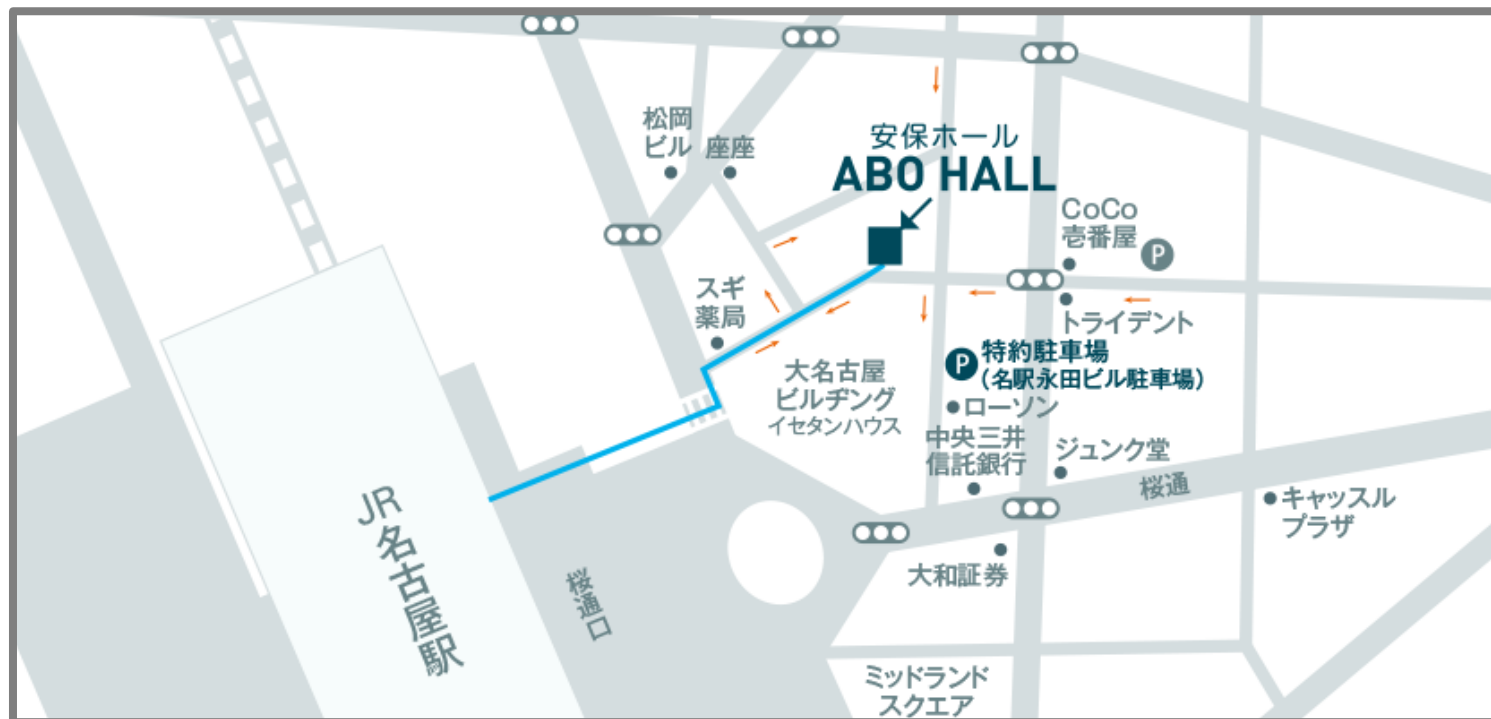 松岡
ビル
座座
安保ホール
ABO HALL
CoCo
壱番屋
P
スギ
薬局
トライデント
P 特約駐車場
(名駅永田ビル駐車場)
大名古屋
ビルヂング
イセタンハウス
ローソン
中央三井
信託銀行
ジュンク堂
桜通
キャッスル
プラザ
JR名古屋駅
桜通口
大和証券
ミッドランド
スクエア